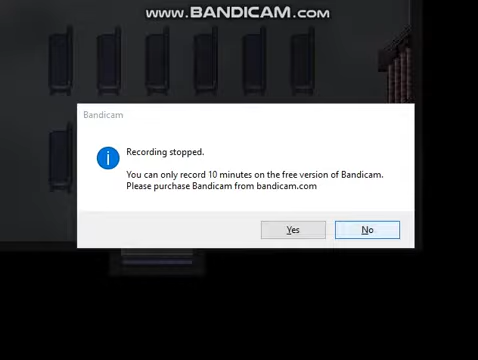 www.BANDICAM.com
Bandicam
Recording stopped.
You can only record 10 minutes on the free version of Bandicam.
Please purchase Bandicam from bandicam.com
Yes
No